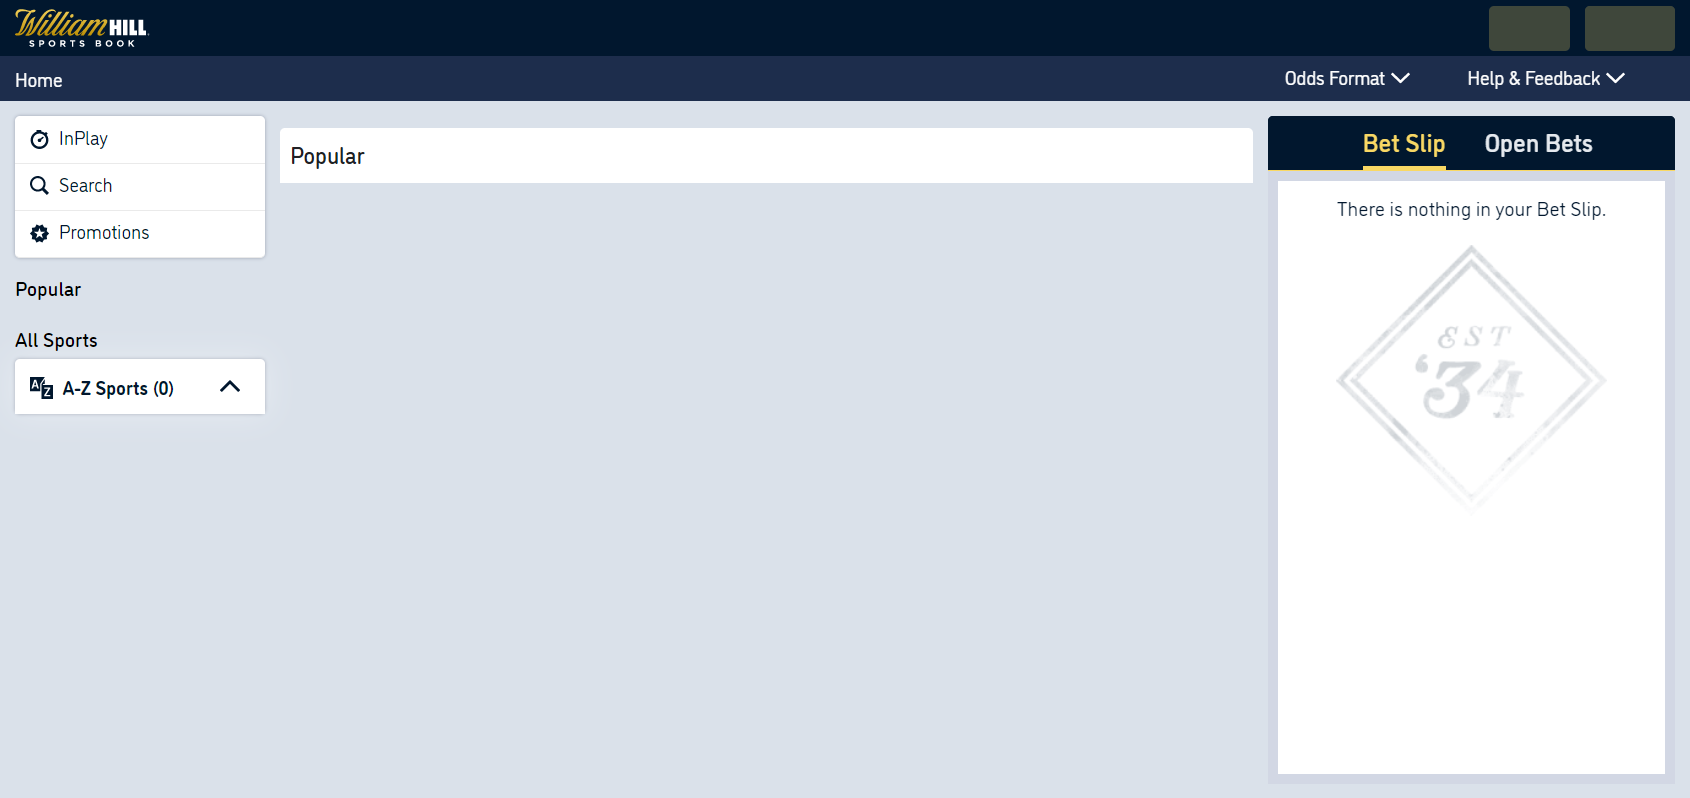 William HILL
SPORTS BOOK
Home
Odds Format
Help & Feedback
InPlay
Search
Promotions
Popular
All Sports
A-Z Sports (0)
Popular
Bet Slip
Open Bets
There is nothing in your Bet Slip.
EST
‘34